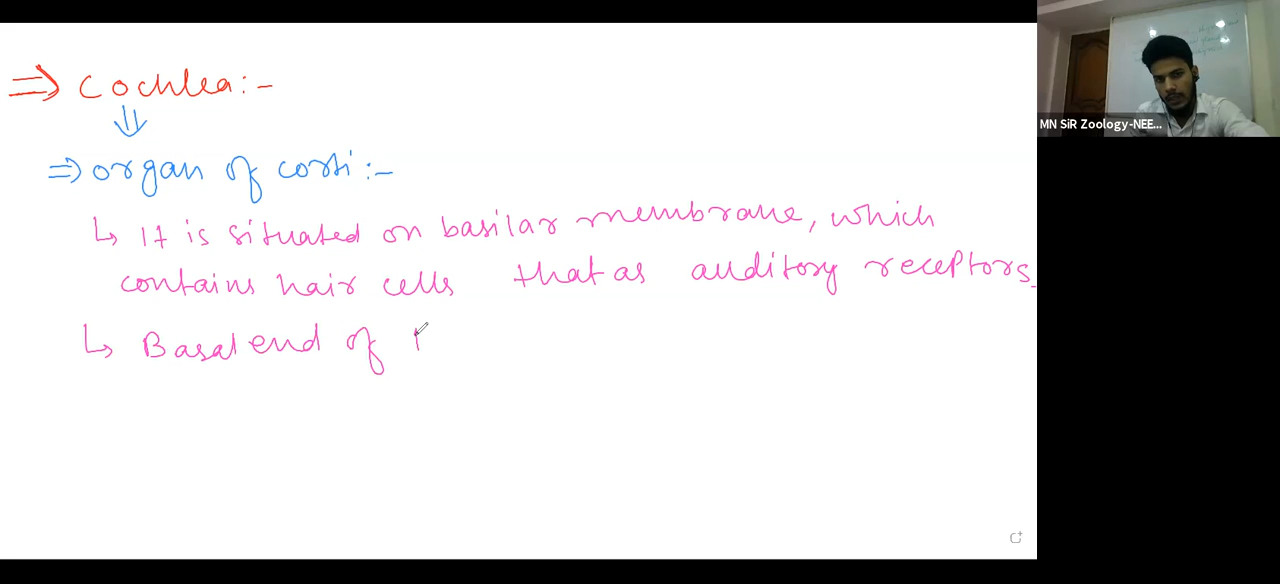 ⇒ Cochlea:-
⇒ organ of corti:-
↳ It is situated on basilar membrane, which
contains hair cells that as auditory receptors.
↳ Basal end of
MN SiR Zoology-NEE...